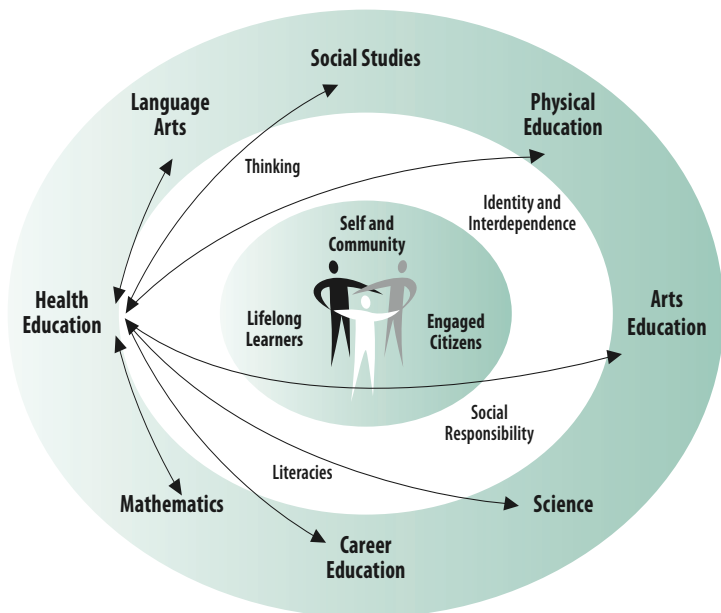 Social Studies
Language
Arts
Physical
Education
Thinking
Identity and
Interdependence
Self and
Community
Health
Education
Lifelong
Learners
Engaged
Citizens
Arts
Education
Social
Responsibility
Literacies
Mathematics
Science
Career
Education